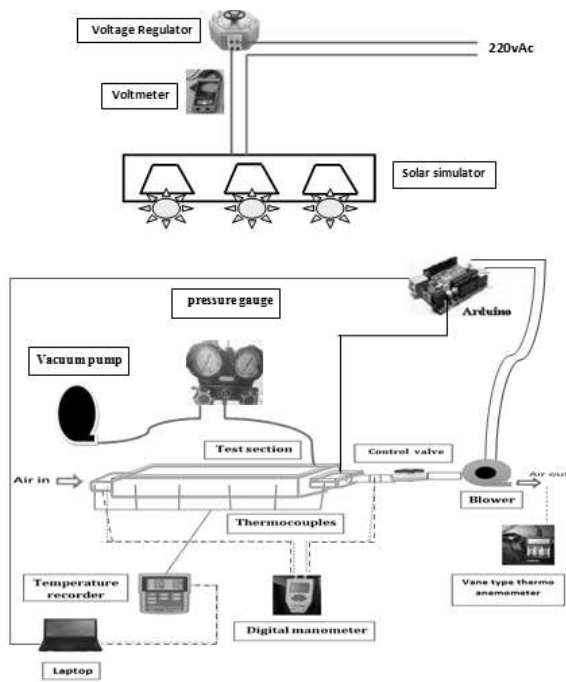 Voltage Regulator
220vAc
Voltmeter
Solar simulator
pressure gauge
Arduino
Vacuum pump
Test section
Control valve
Air in
Air out
Blower
Thermocouples
Temperature
recorder
Digital manometer
Vane type thermo
anemometer
Laptop